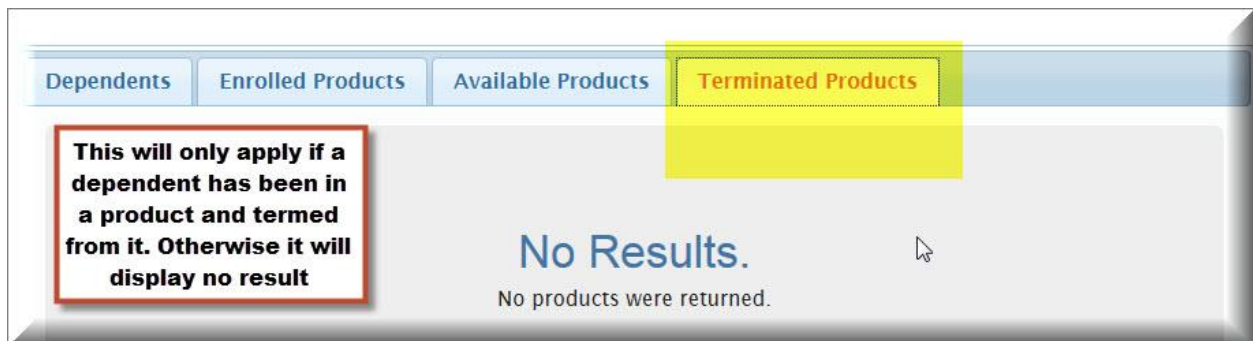 Dependents Enrolled Products Available Products Terminated Products
This will only apply if a
dependent has been in
a product and termed
from it. Otherwise it will
display no result
No Results.
No products were returned.